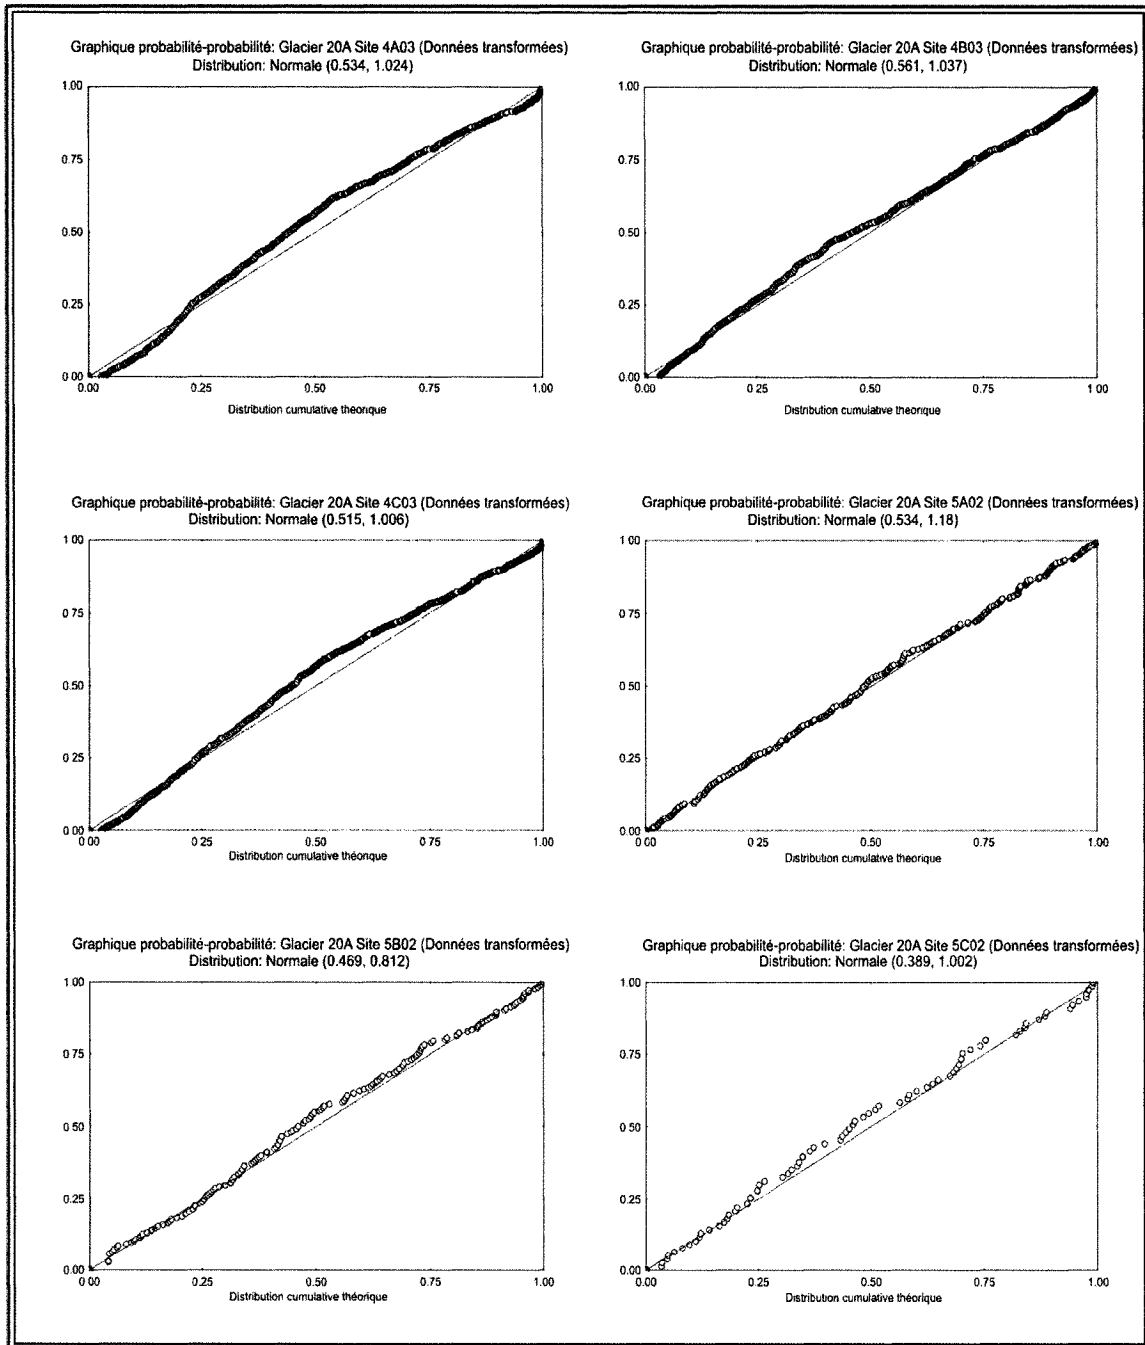 Graphique probabilité-probabilité: Glacier 20A Site 4A03 (Données transformées)
Distribution: Normale (0.534, 1.024)
1.00
0.75
0.50
0.25
0.00
0.00 0.25 0.50 0.75 1.00
Distribution cumulative théorique
Graphique probabilité-probabilité: Glacier 20A Site 4B03 (Données transformées)
Distribution: Normale (0.561, 1.037)
1.00
0.75
0.50
0.25
0.00
0.00 0.25 0.50 0.75 1.00
Distribution cumulative théorique
Graphique probabilité-probabilité: Glacier 20A Site 4C03 (Données transformées)
Distribution: Normale (0.515, 1.006)
1.00
0.75
0.50
0.25
0.00
0.00 0.25 0.50 0.75 1.00
Distribution cumulative théorique
Graphique probabilité-probabilité: Glacier 20A Site 5A02 (Données transformées)
Distribution: Normale (0.534, 1.18)
1.00
0.75
0.50
0.25
0.00
0.00 0.25 0.50 0.75 1.00
Distribution cumulative théorique
Graphique probabilité-probabilité: Glacier 20A Site 5B02 (Données transformées)
Distribution: Normale (0.469, 0.812)
1.00
0.75
0.50
0.25
0.00
0.00 0.25 0.50 0.75 1.00
Distribution cumulative théorique
Graphique probabilité-probabilité: Glacier 20A Site 5C02 (Données transformées)
Distribution: Normale (0.389, 1.002)
1.00
0.75
0.50
0.25
0.00
0.00 0.25 0.50 0.75 1.00
Distribution cumulative théorique